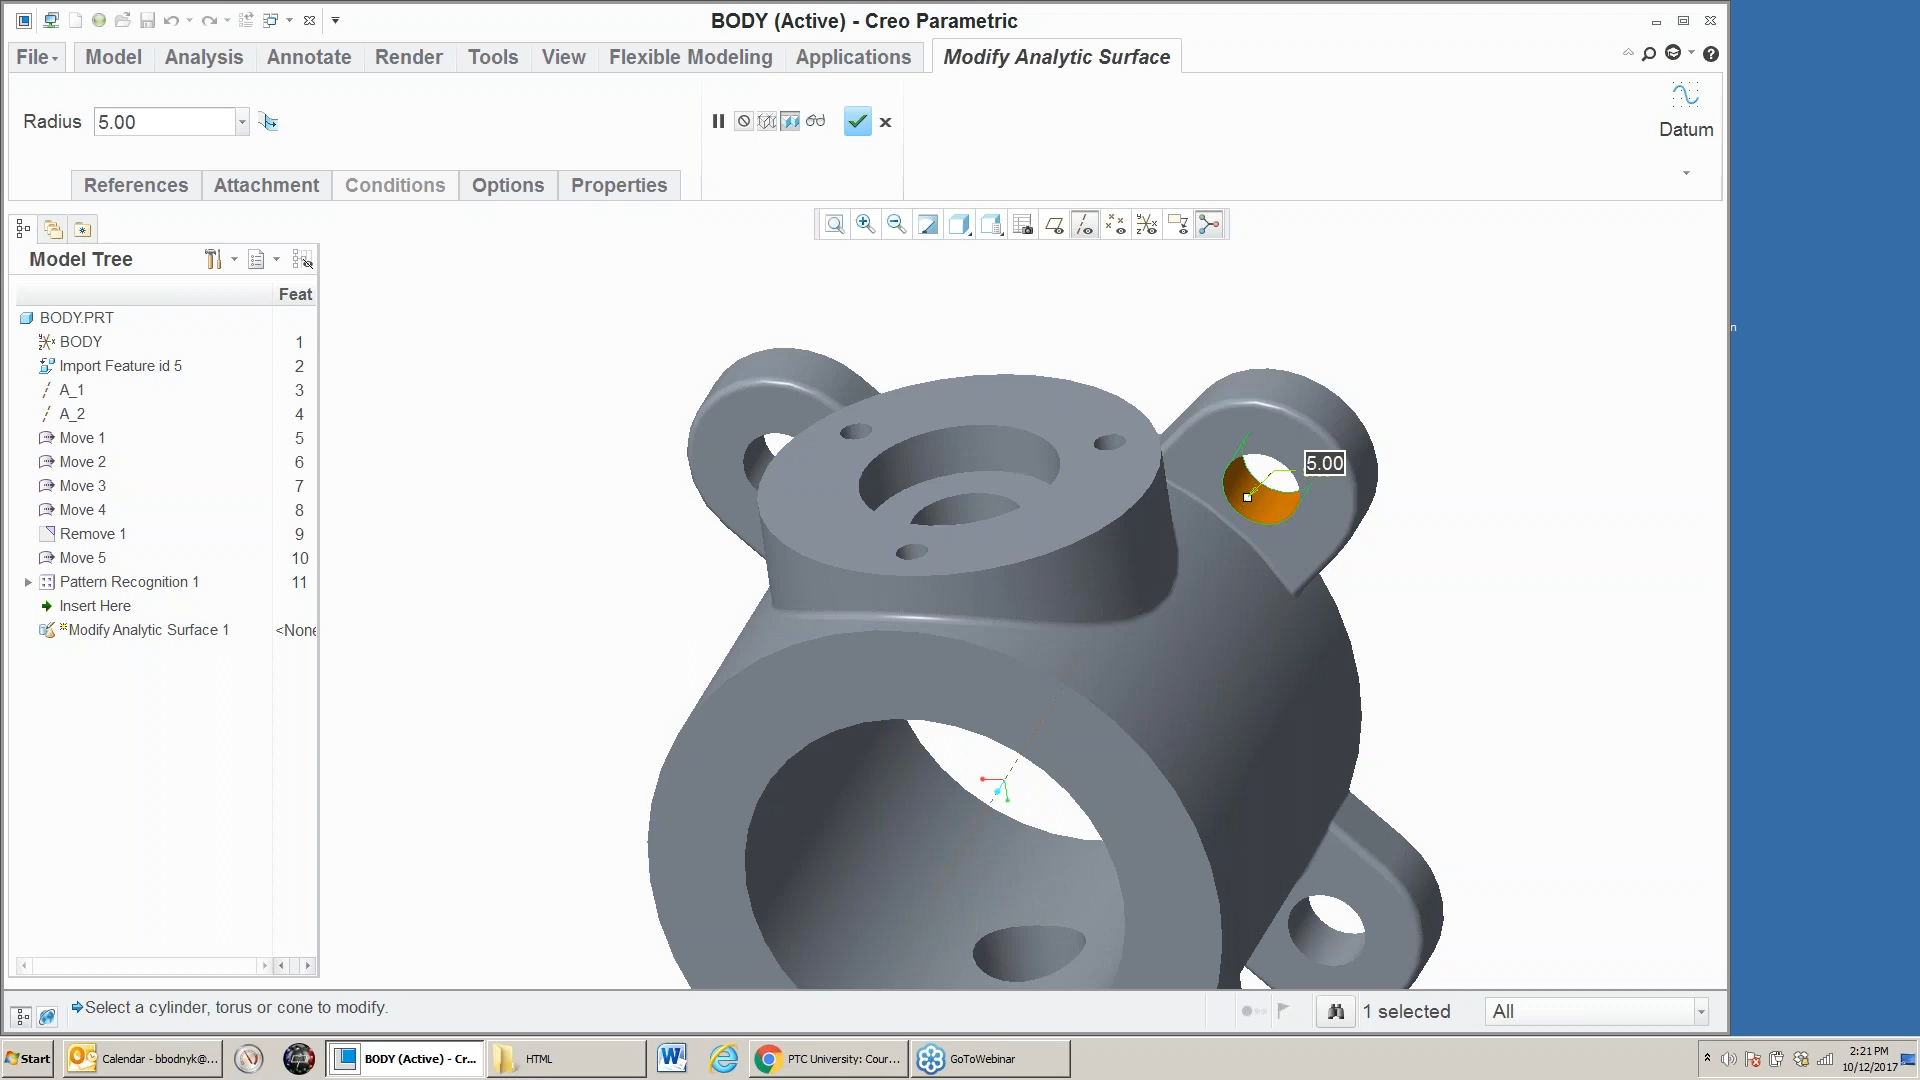 BODY (Active) - Creo Parametric
File
Model
Analysis
Annotate
Render
Tools
View
Flexible Modeling
Applications
Modify Analytic Surface
Radius
5.00
Datum
References
Attachment
Conditions
Options
Properties
Model Tree
Feat
BODY.PRT
BODY 1
Import Feature id 5 2
A_1 3
A_2 4
Move 1 5
Move 2 6
Move 3 7
Move 4 8
Remove 1 9
Move 5 10
Pattern Recognition 1 11
Insert Here
Modify Analytic Surface 1 <None
5.00
n
Select a cylinder, torus or cone to modify.
1 selected
All
Start
Calendar - bbodnyk@...
BODY (Active) - Cr...
HTML
PTC University: Cour...
GoToWebinar
2:21 PM
10/12/2017